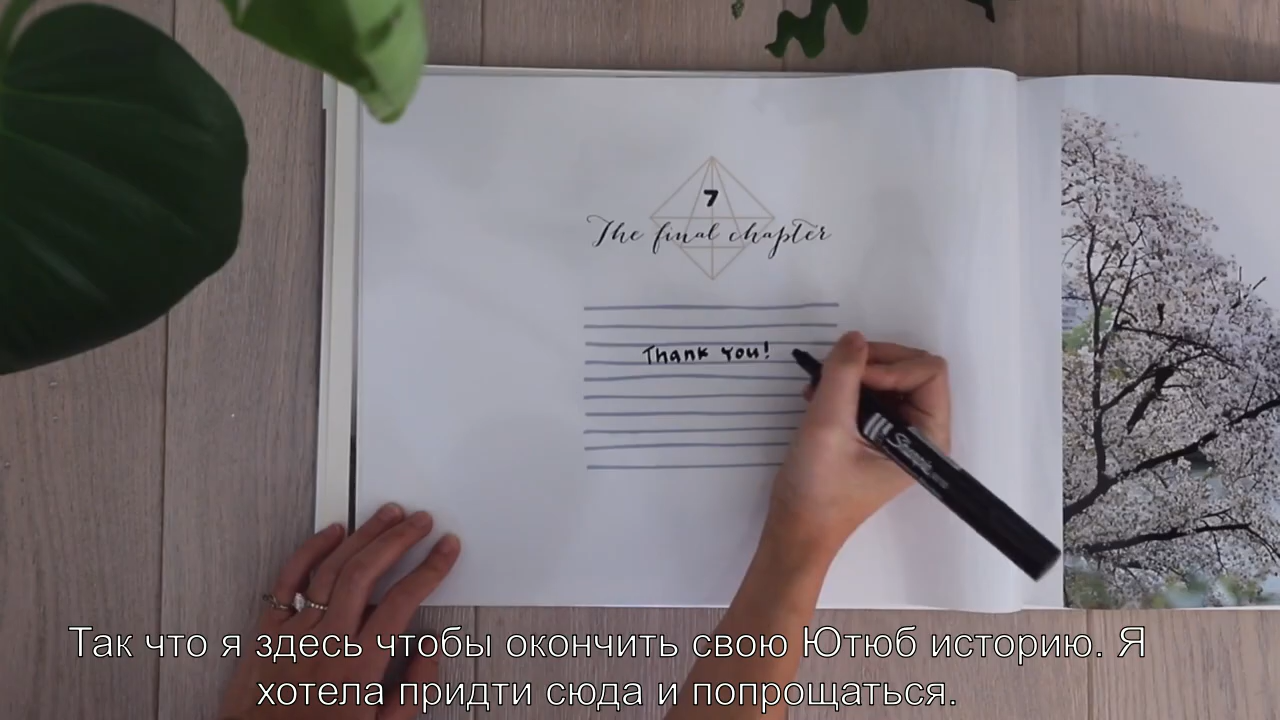 7
The final chapter
Thank You!
Sharpie
Так что я здесь чтобы окончить свою Ютюб историю. Я
хотела придти сюда и попрощаться.